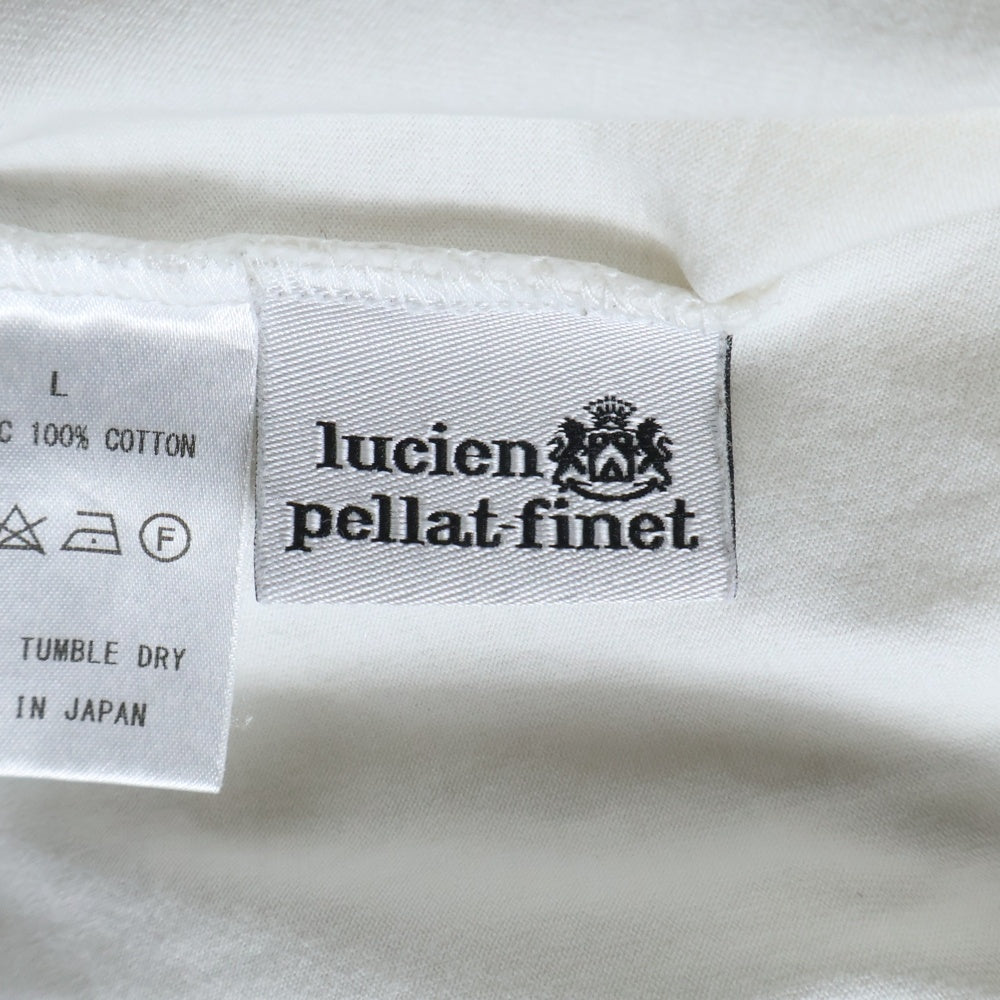 L
C 100% COTTON
F
TUMBLE DRY
IN JAPAN
lucien
pellat-finet